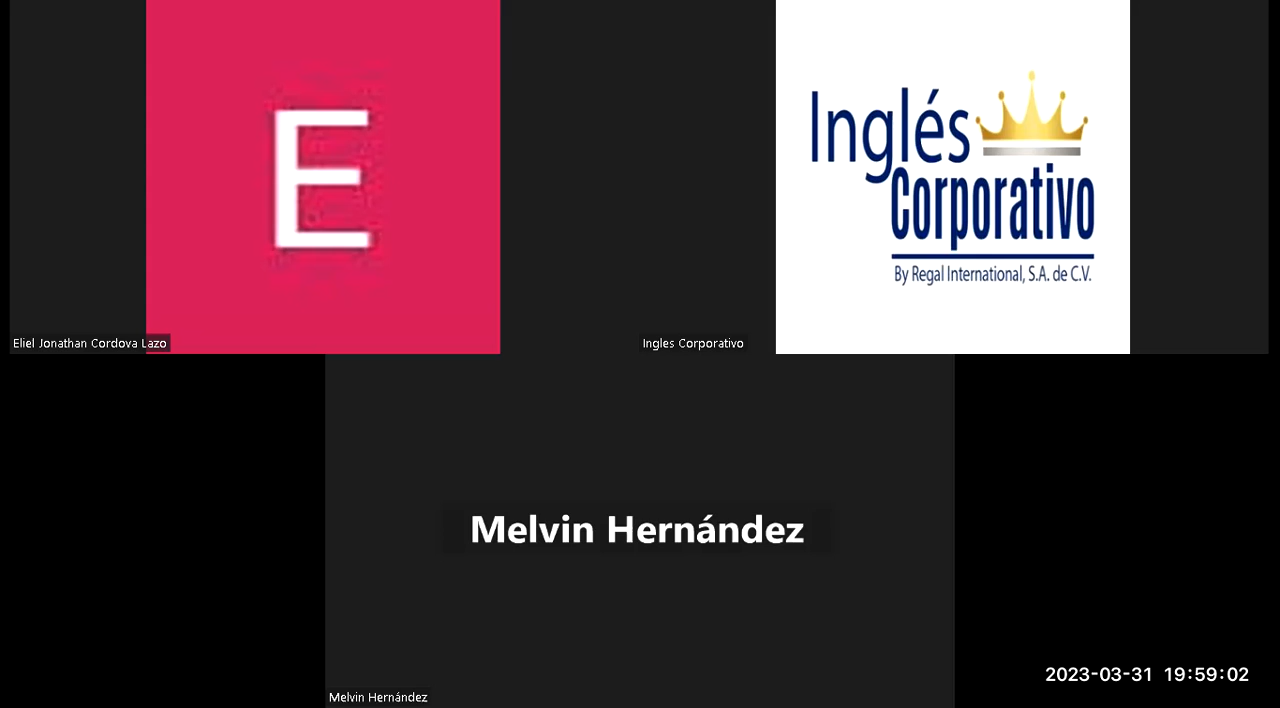 E
Inglés
Corporativo
By Regal International, S.A. de C.V.
Eliel Jonathan Cordova Lazo
Ingles Corporativo
Melvin Hernández
2023-03-31 19:59:02
Melvin Hernández